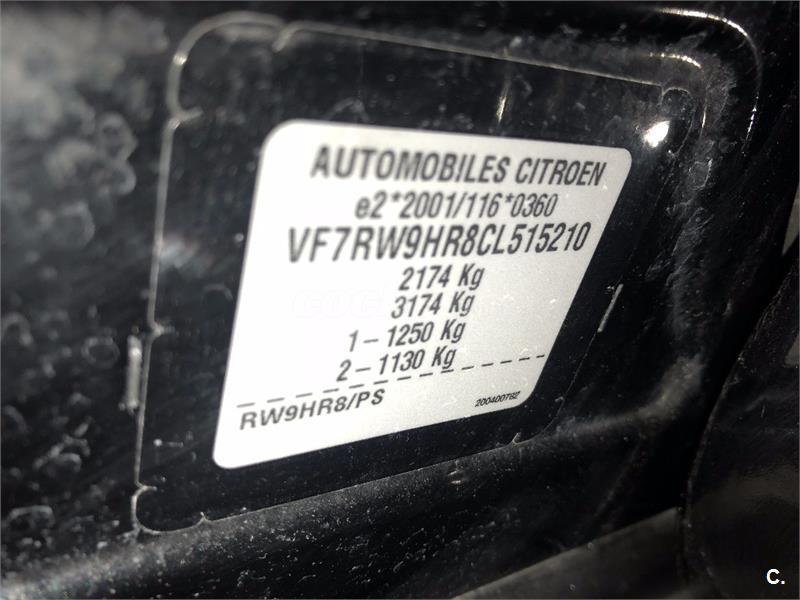 AUTOMOBILES CITROEN
e2*2001/116*0360
VF7RW9HR8CL515210
2174 Kg
3174 Kg
1 – 1250 Kg
2 – 1130 Kg
RW9HR8/PS
200400762
C.